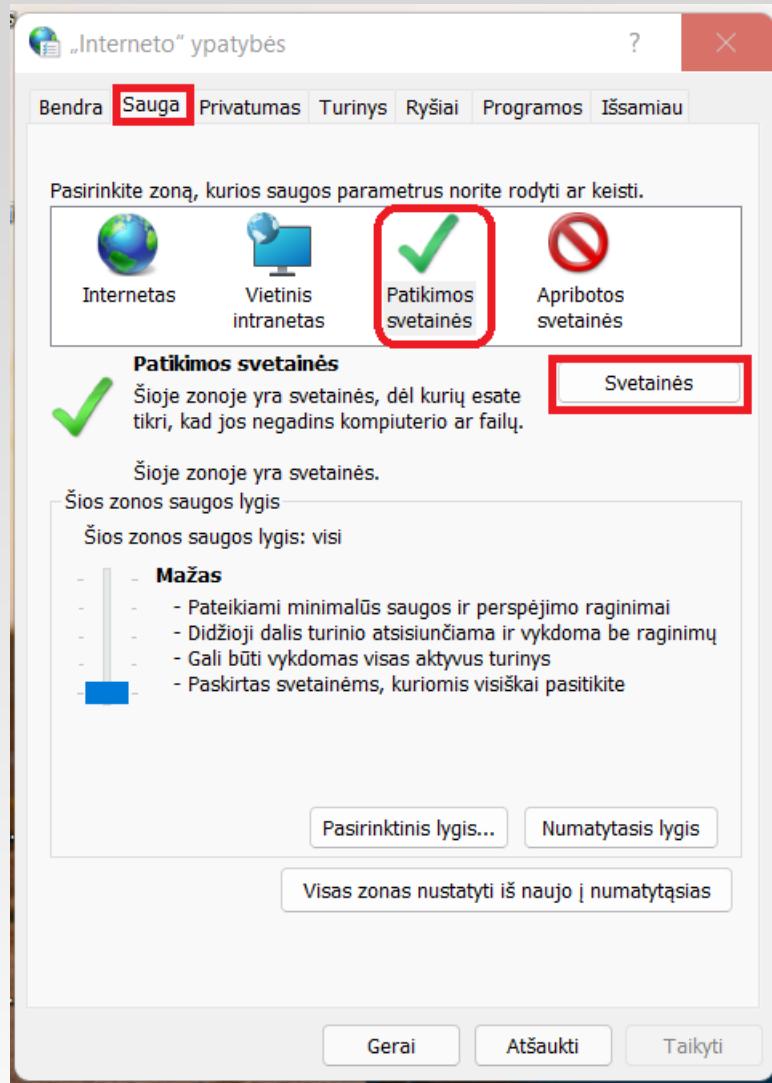 „Interneto“ ypatybės
?
Bendra Sauga Privatumas Turinys Ryšiai Programos Išsamiau
Pasirinkite zoną, kurios saugos parametrus norite rodyti ar keisti.
Internetas
Vietinis intranetas
Patikimos svetainės
Apribotos svetainės
Patikimos svetainės
Svetainės
Šioje zonoje yra svetainės, dėl kurių esate
tikri, kad jos negadins kompiuterio ar failų.
Šioje zonoje yra svetainės.
Šios zonos saugos lygis
Šios zonos saugos lygis: visi
Mažas
- Pateikiami minimalūs saugos ir perspėjimo raginimai
- Didžioji dalis turinio atsisiunčiama ir vykdoma be raginimų
- Gali būti vykdomas visas aktyvus turinys
- Paskirtas svetainėms, kuriomis visiškai pasitikite
Pasirinktinis lygis... Numatytasis lygis
Visas zonas nustatyti iš naujo į numatytąsias
Gerai Atšaukti Taikyti